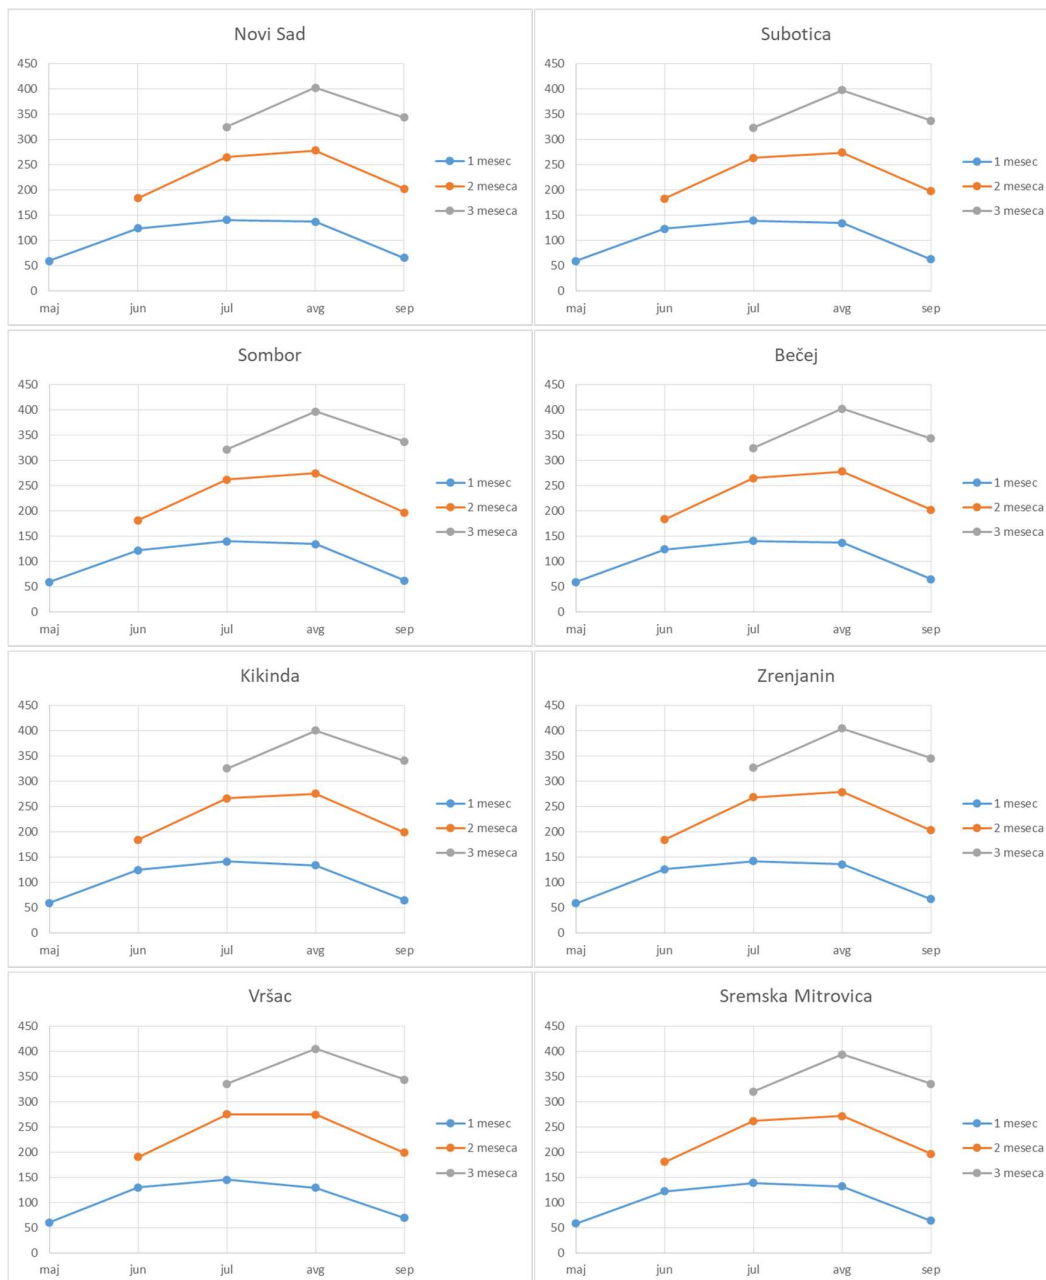 Novi Sad
450
400
350
300
250
200
150
100
50
0
maj jun jul avg sep
1 mesec
2 meseca
3 meseca
Subotica
450
400
350
300
250
200
150
100
50
0
maj jun jul avg sep
1 mesec
2 meseca
3 meseca
Sombor
450
400
350
300
250
200
150
100
50
0
maj jun jul avg sep
1 mesec
2 meseca
3 meseca
Bečej
450
400
350
300
250
200
150
100
50
0
maj jun jul avg sep
1 mesec
2 meseca
3 meseca
Kikinda
450
400
350
300
250
200
150
100
50
0
maj jun jul avg sep
1 mesec
2 meseca
3 meseca
Zrenjanin
450
400
350
300
250
200
150
100
50
0
maj jun jul avg sep
1 mesec
2 meseca
3 meseca
Vršac
450
400
350
300
250
200
150
100
50
0
maj jun jul avg sep
1 mesec
2 meseca
3 meseca
Sremska Mitrovica
450
400
350
300
250
200
150
100
50
0
maj jun jul avg sep
1 mesec
2 meseca
3 meseca